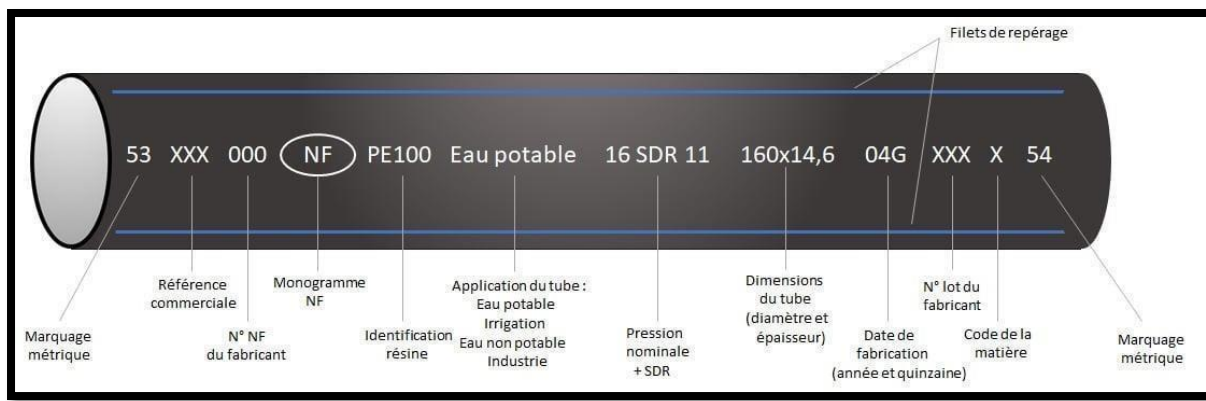 Filets de repérage
53 XXX 000 NF PE100 Eau potable 16 SDR 11 160x14,6 04G XXX X 54
Marquage
métrique
Référence
commerciale
N° NF
du fabricant
Monogramme
NF
Identification
résine
Application du tube :
Eau potable
Irrigation
Eau non potable
Industrie
Pression
nominale
+ SDR
Dimensions
du tube
(diamètre et
épaisseur)
Date de
fabrication
(année et quinzaine)
N° lot du
fabricant
Code de la
matière
Marquage
métrique